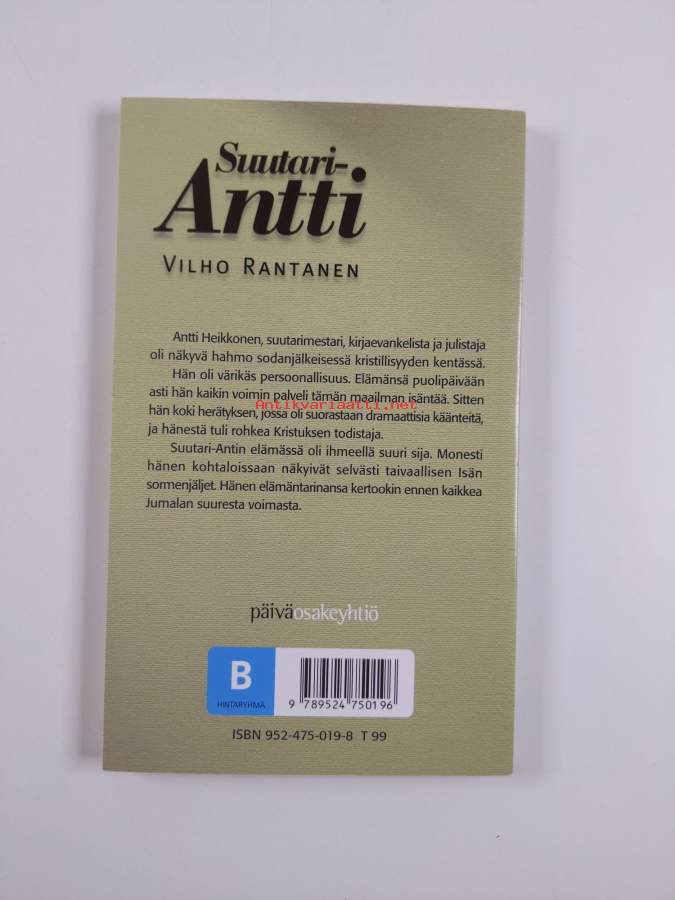 Suutari-
Antti
VILHO RANTANEN
Antti Heikkonen, suutarimestari, kirjaevankelista ja julistaja
oli näkyvä hahmo sodanjälkeisessä kristillisyyden kentässä.
Hän oli värikäs persoonallisuus. Elämänsä puolipäivään
asti hän kaikin voimin palveli tämän maailman isäntää. Sitten
Antikvariaatti.net
hän koki herätyksen, jossa oli suorastaan dramaattisia käänteitä,
ja hänestä tuli rohkea Kristuksen todistaja.
Suutari-Antin elämässä oli ihmeellä suuri sija. Monesti
hänen kohtaloissaan näkyivät selvästi taivaallisen Isän
sormenjäljet. Hänen elämäntarinansa kertookin ennen kaikkea
Jumalan suuresta voimasta.
päiväosakeyhtiö
B
HINTARYHMÄ
9 789524 750196
ISBN 952-475-019-8 T 99